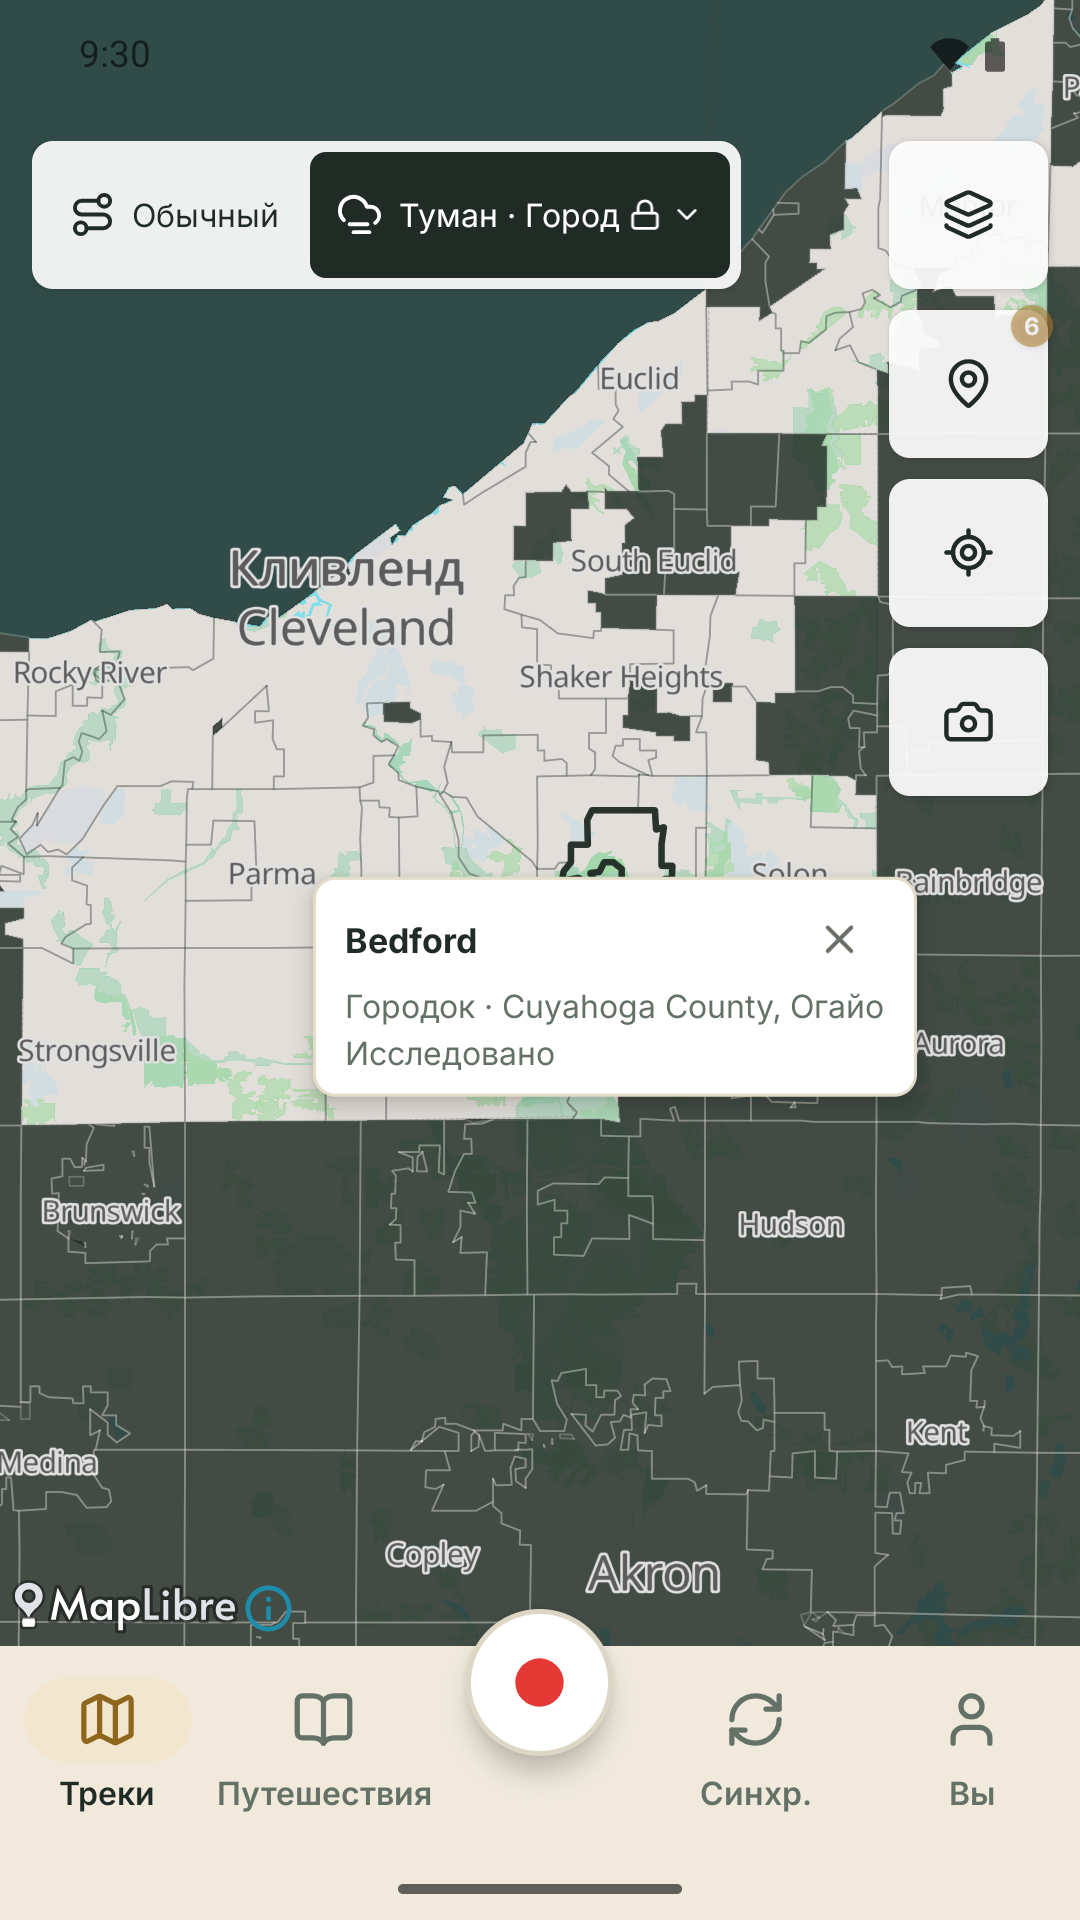 9:30
Обычный
Туман · Город
6
Euclid
Кливленд
Cleveland
South Euclid
Rocky River
Shaker Heights
Parma
Solon
Bainbridge
Bedford
Городок · Cuyahoga County, Огайо
Исследовано
Strongsville
Aurora
Brunswick
Hudson
Medina
Kent
Copley
Akron
MapLibre
Треки
Путешествия
Синхр.
Вы